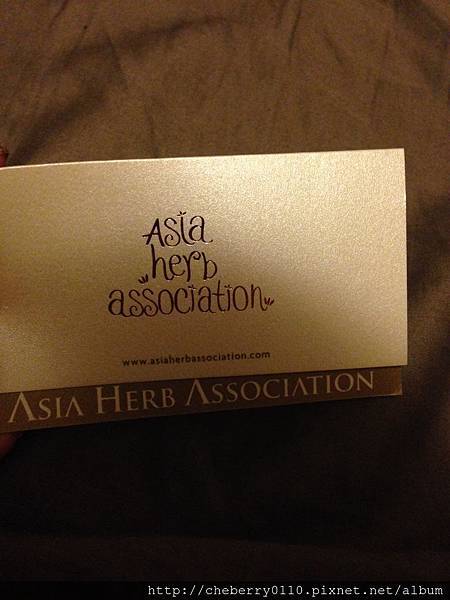 Asia
herb
association
www.asiaherbassociation.com
ASIA HERB ASSOCIATION
http://cheberry0110.pixnet.net/album